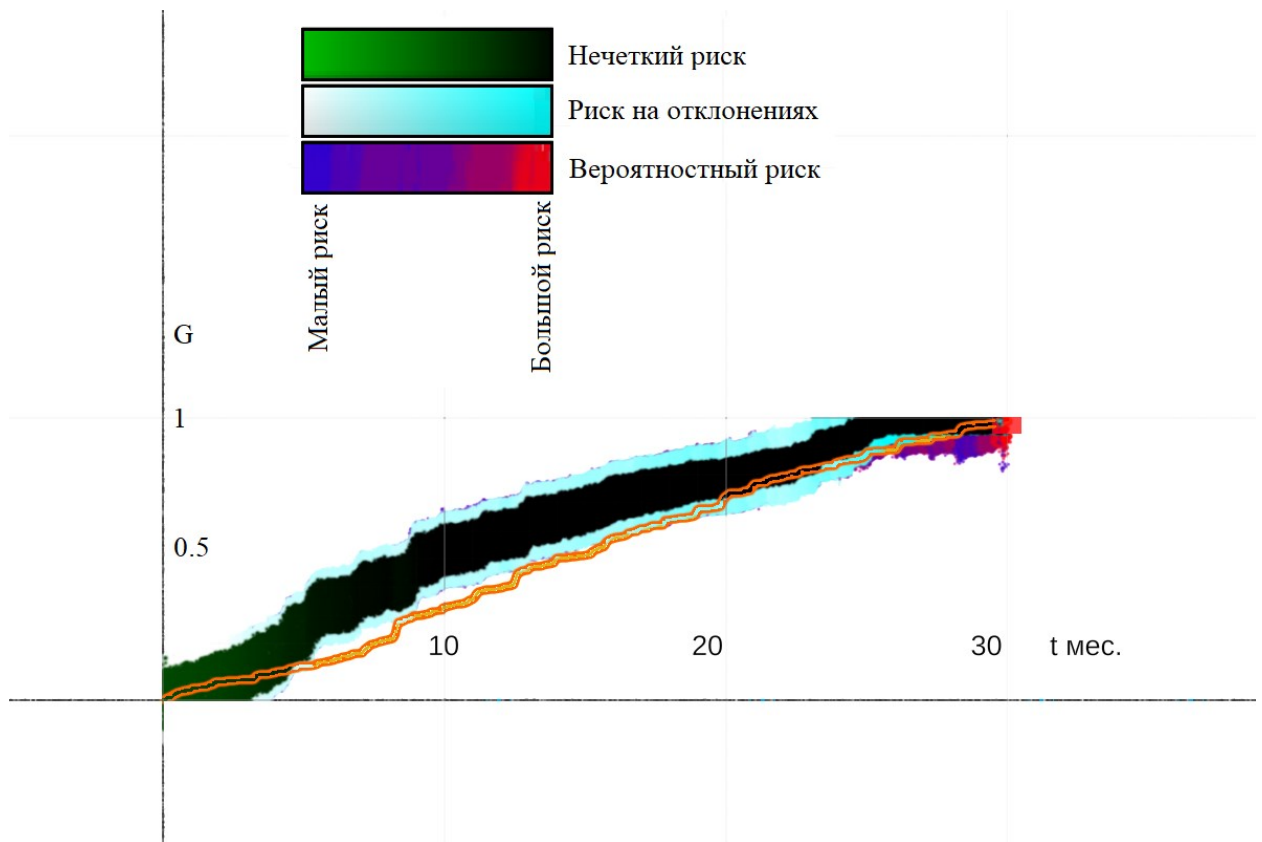 Нечеткий риск
Риск на отклонениях
Вероятностный риск
Малый риск
Большой риск
G
1
0.5
10
20
30
t мес.